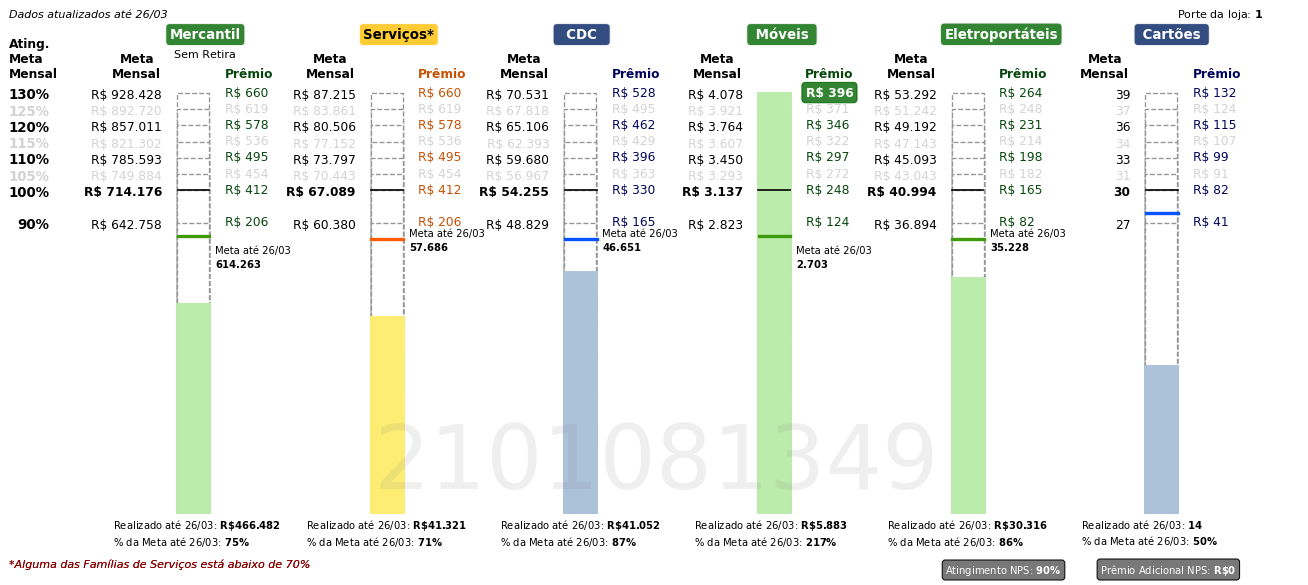 Dados atualizados até 26/03 Porte da loja: 1
Mercantil Serviços* CDC Móveis Eletroportáteis Cartões
Sem Retira
Ating. Meta Mensal Meta Mensal Prêmio Meta Mensal Prêmio Meta Mensal Prêmio Meta Mensal Prêmio Meta Mensal Prêmio Meta Mensal Prêmio
130% R$ 928.428 R$ 660 R$ 87.215 R$ 660 R$ 70.531 R$ 528 R$ 4.078 R$ 396 R$ 53.292 R$ 264 39 R$ 132
125% R$ 892.720 R$ 619 R$ 83.861 R$ 619 R$ 67.818 R$ 495 R$ 3.921 R$ 371 R$ 51.242 R$ 248 37 R$ 124
120% R$ 857.011 R$ 578 R$ 80.506 R$ 578 R$ 65.106 R$ 462 R$ 3.764 R$ 346 R$ 49.192 R$ 231 36 R$ 115
115% R$ 821.302 R$ 536 R$ 77.152 R$ 536 R$ 62.393 R$ 429 R$ 3.607 R$ 322 R$ 47.143 R$ 214 34 R$ 107
110% R$ 785.593 R$ 495 R$ 73.797 R$ 495 R$ 59.680 R$ 396 R$ 3.450 R$ 297 R$ 45.093 R$ 198 33 R$ 99
105% R$ 749.884 R$ 454 R$ 70.443 R$ 454 R$ 56.967 R$ 363 R$ 3.293 R$ 272 R$ 43.043 R$ 182 31 R$ 91
100% R$ 714.176 R$ 412 R$ 67.089 R$ 412 R$ 54.255 R$ 330 R$ 3.137 R$ 248 R$ 40.994 R$ 165 30 R$ 82
90% R$ 642.758 R$ 206 R$ 60.380 R$ 206 R$ 48.829 R$ 165 R$ 2.823 R$ 124 R$ 36.894 R$ 82 27 R$ 41
Meta até 26/03 Meta até 26/03 Meta até 26/03 Meta até 26/03 Meta até 26/03
614.263 57.686 46.651 2.703 35.228
2101081349
Realizado até 26/03: R$466.482 Realizado até 26/03: R$41.321 Realizado até 26/03: R$41.052 Realizado até 26/03: R$5.883 Realizado até 26/03: R$30.316 Realizado até 26/03: 14
% da Meta até 26/03: 75% % da Meta até 26/03: 71% % da Meta até 26/03: 87% % da Meta até 26/03: 217% % da Meta até 26/03: 86% % da Meta até 26/03: 50%
*Alguma das Famílias de Serviços está abaixo de 70% Atingimento NPS: 90% Prêmio Adicional NPS: R$0